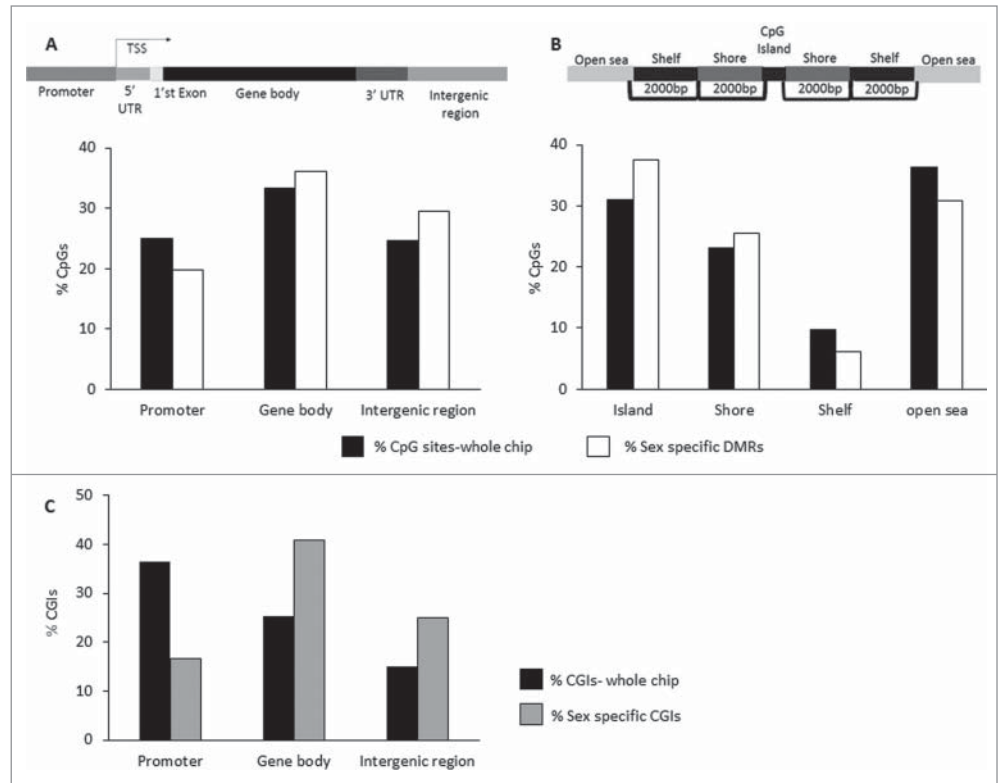 A
TSS
Promoter
5'
UTR
1'st Exon
Gene body
3' UTR
Intergenic
region
% CpGs
40
30
20
10
0
Promoter Gene body Intergenic region
B
CpG
Island
Open sea Shelf Shore Shore Shelf Open sea
2000bp 2000bp 2000bp 2000bp
% CpGs
40
30
20
10
0
Island Shore Shelf open sea
% CpG sites-whole chip % Sex specific DMRs
C
% CGIs
50
40
30
20
10
0
Promoter Gene body Intergenic region
% CGIs- whole chip
% Sex specific CGIs